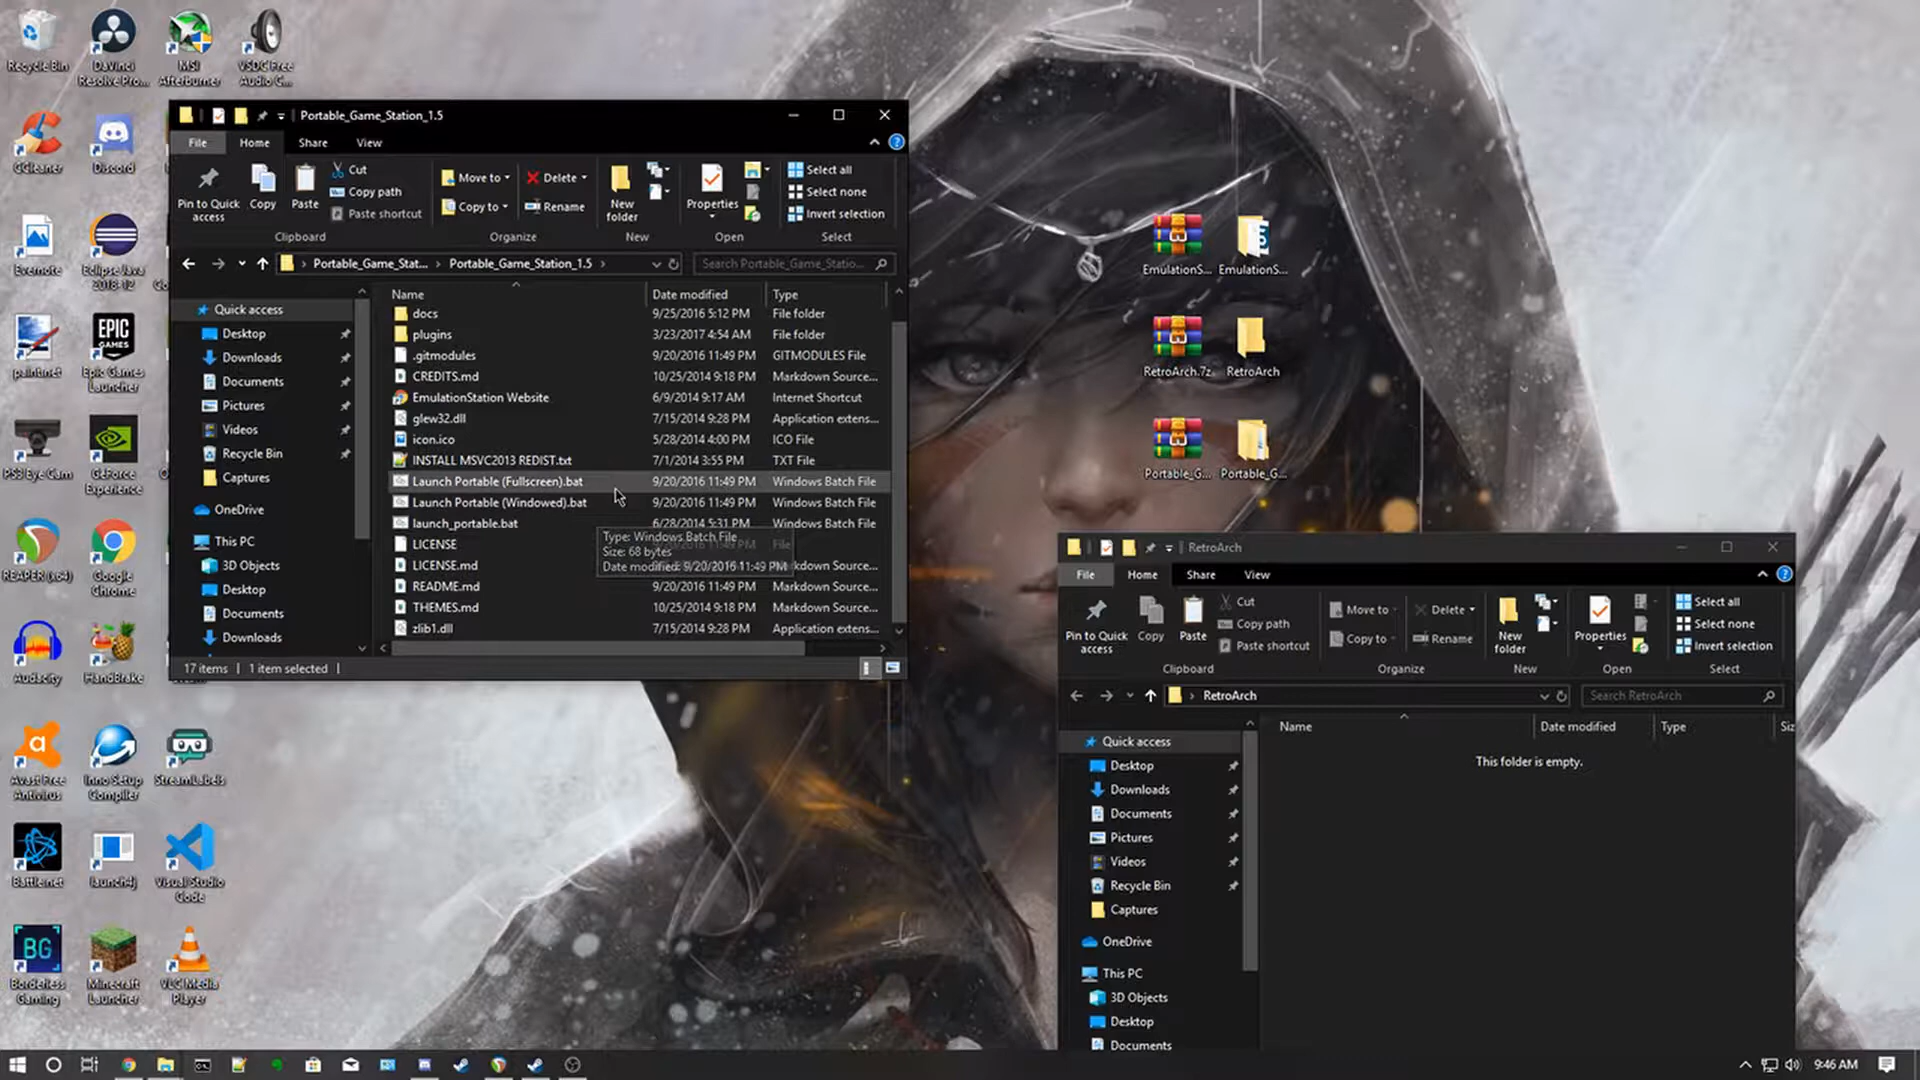 Recycle Bin
DaVinci
Resolve Pro...
MSI
Afterburner
VSDC Free
Audio C...
CCleaner
Discord
Evernote
Eclipse Java
2018-12
paint.net
Epic Games
Launcher
PS3 Eye Cam
GeForce
Experience
REAPER (x64)
Google
Chrome
Audacity
HandBrake
Avast Free
Antivirus
Inno Setup
Compiler
StreamLabels
Battle.net
launch4j
Visual Studio
Code
Borderless
Gaming
Minecraft
Launcher
VLC Media
Player
EPIC
GAMES
BG
Portable_Game_Station_1.5
File
Home
Share
View
Pin to Quick
access
Copy
Paste
Cut
Copy path
Paste shortcut
Clipboard
Move to
Copy to
Delete
Rename
Organize
New
folder
New
Properties
Open
Select all
Select none
Invert selection
Select
Portable_Game_Stat... > Portable_Game_Station_1.5 >
Search Portable_Game_Statio...
Name Date modified Type
docs 9/25/2016 5:12 PM File folder
plugins 3/23/2017 4:54 AM File folder
.gitmodules 9/20/2016 11:49 PM GITMODULES File
CREDITS.md 10/25/2014 9:18 PM Markdown Source...
EmulationStation Website 6/9/2014 9:17 AM Internet Shortcut
glew32.dll 7/15/2014 9:28 PM Application extens...
icon.ico 5/28/2014 4:00 PM ICO File
INSTALL MSVC2013 REDIST.txt 7/1/2014 3:55 PM TXT File
Launch Portable (Fullscreen).bat 9/20/2016 11:49 PM Windows Batch File
Launch Portable (Windowed).bat 9/20/2016 11:49 PM Windows Batch File
launch_portable.bat 6/28/2014 5:31 PM Windows Batch File
LICENSE 9/20/2016 11:49 PM File
LICENSE.md
README.md 9/20/2016 11:49 PM Markdown Source...
THEMES.md 10/25/2014 9:18 PM Markdown Source...
zlib1.dll 7/15/2014 9:28 PM Application extens...
Type: Windows Batch File
Size: 68 bytes
Date modified: 9/20/2016 11:49 PM
Quick access
Desktop
Downloads
Documents
Pictures
Videos
Recycle Bin
Captures
OneDrive
This PC
3D Objects
Desktop
Documents
Downloads
17 items
1 item selected
EmulationS...
EmulationS...
RetroArch.7z
RetroArch
Portable_G...
Portable_G...
RetroArch
File
Home
Share
View
Pin to Quick
access
Copy
Paste
Cut
Copy path
Paste shortcut
Clipboard
Move to
Copy to
Delete
Rename
Organize
New
folder
New
Properties
Open
Select all
Select none
Invert selection
Select
> RetroArch
Search RetroArch
Name Date modified Type Siz
This folder is empty.
Quick access
Desktop
Downloads
Documents
Pictures
Videos
Recycle Bin
Captures
OneDrive
This PC
3D Objects
Desktop
Documents
9:46 AM